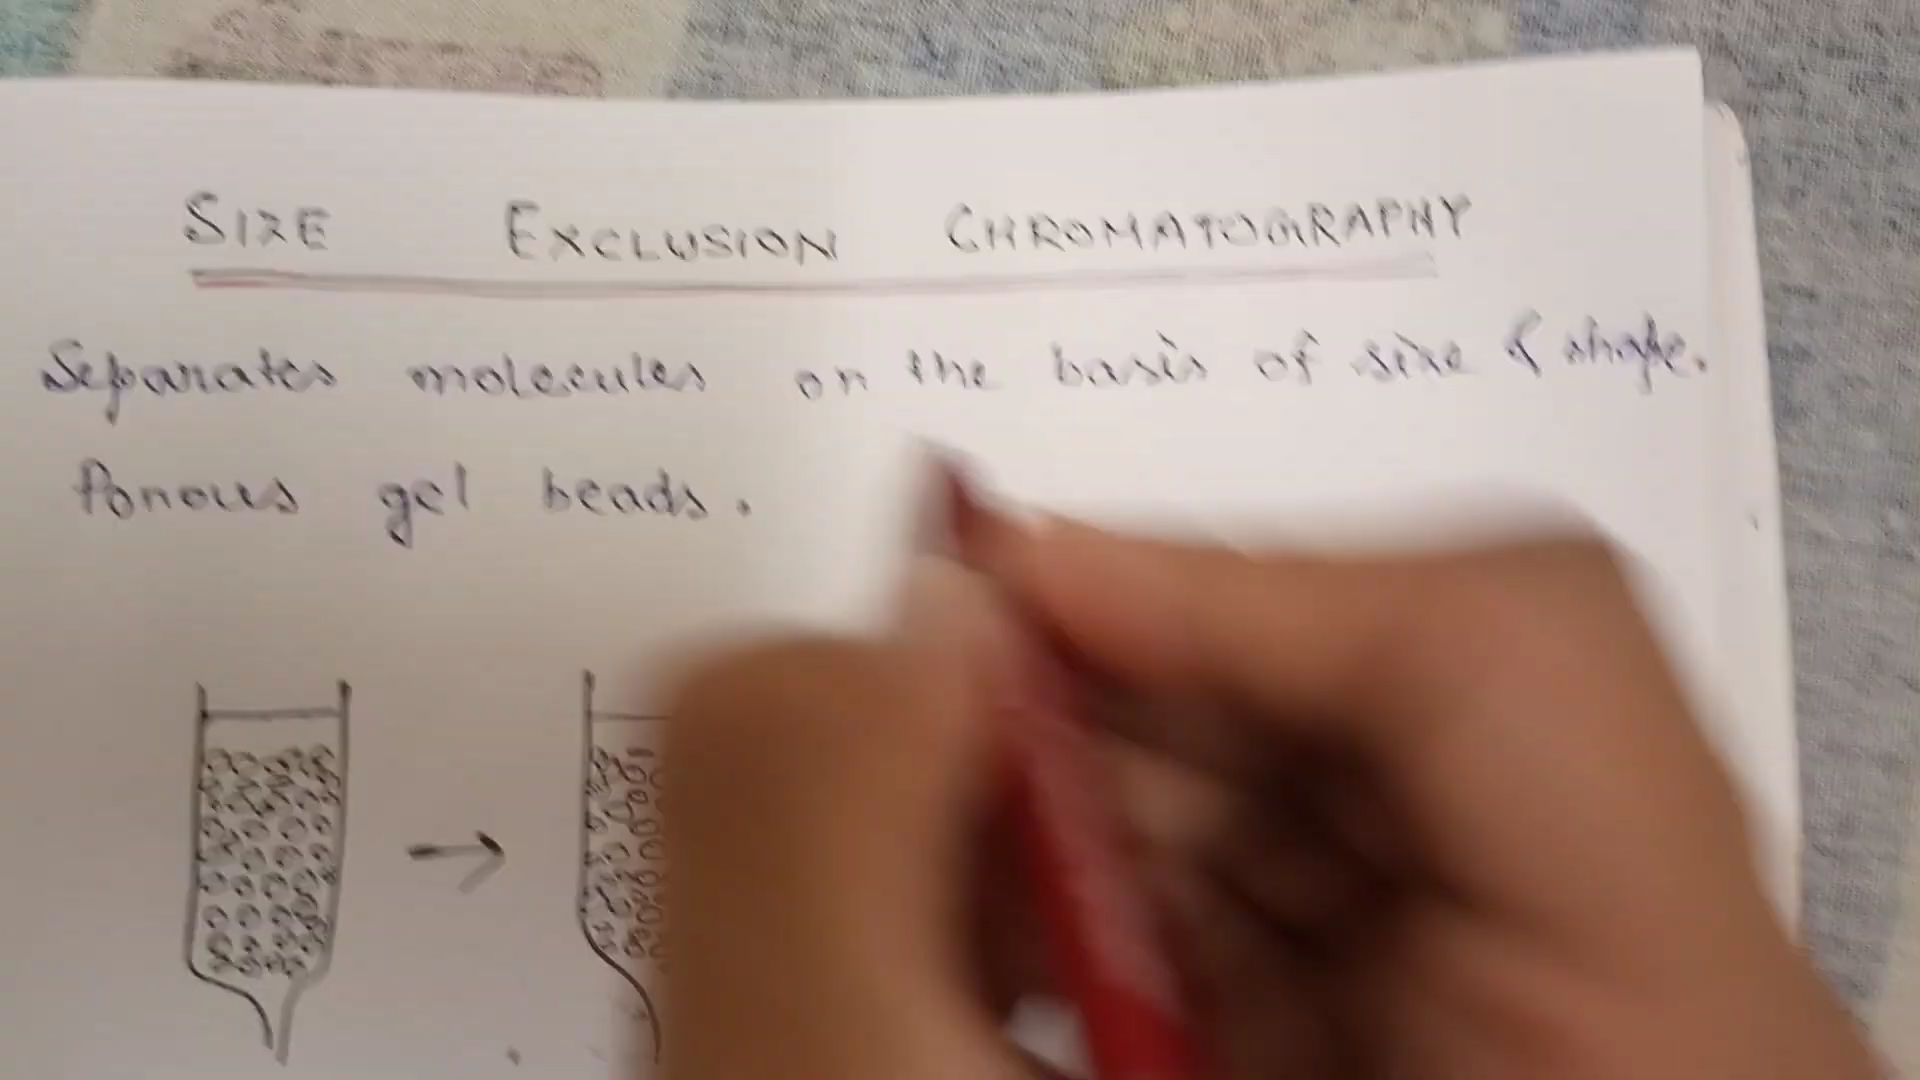 SIZE EXCLUSION CHROMATOGRAPHY
Separates molecules on the basis of size & shape.
Porous gel beads.